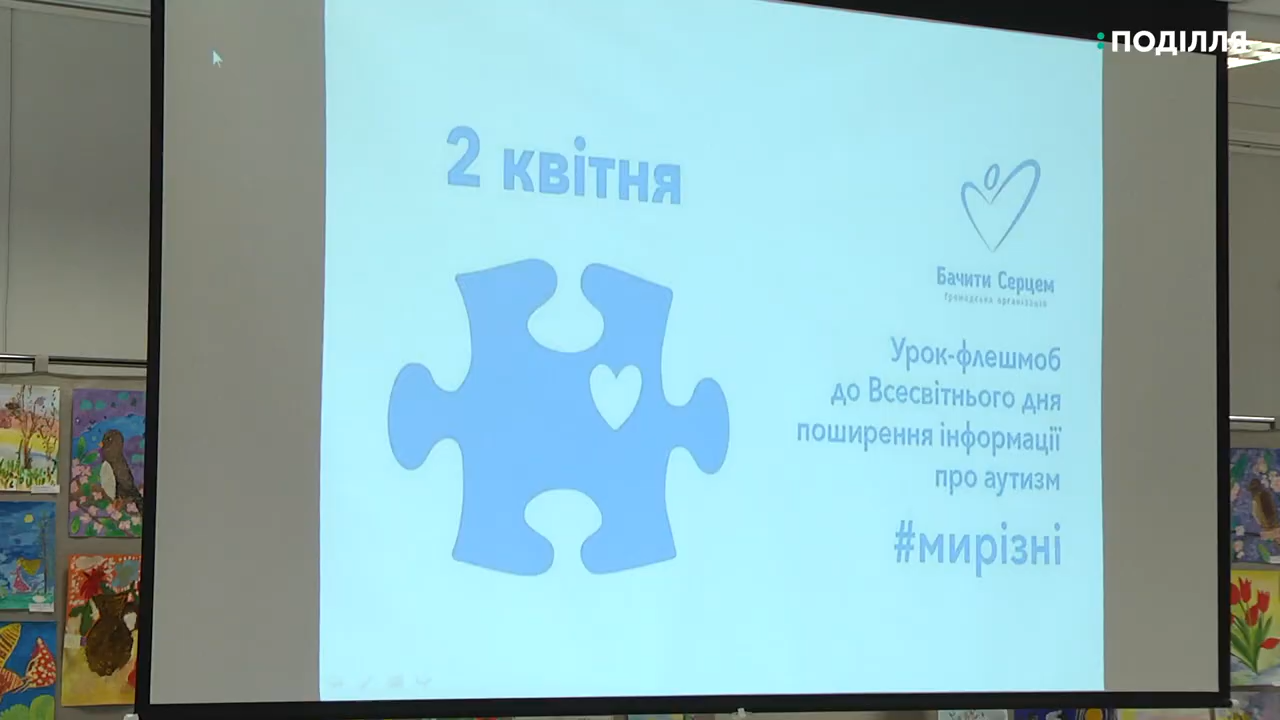 ПОДІЛЛЯ
2 квітня
Бачити Серцем
Громадська організація
Урок-флешмоб
до Всесвітнього дня
поширення інформації
про аутизм
#мирізні